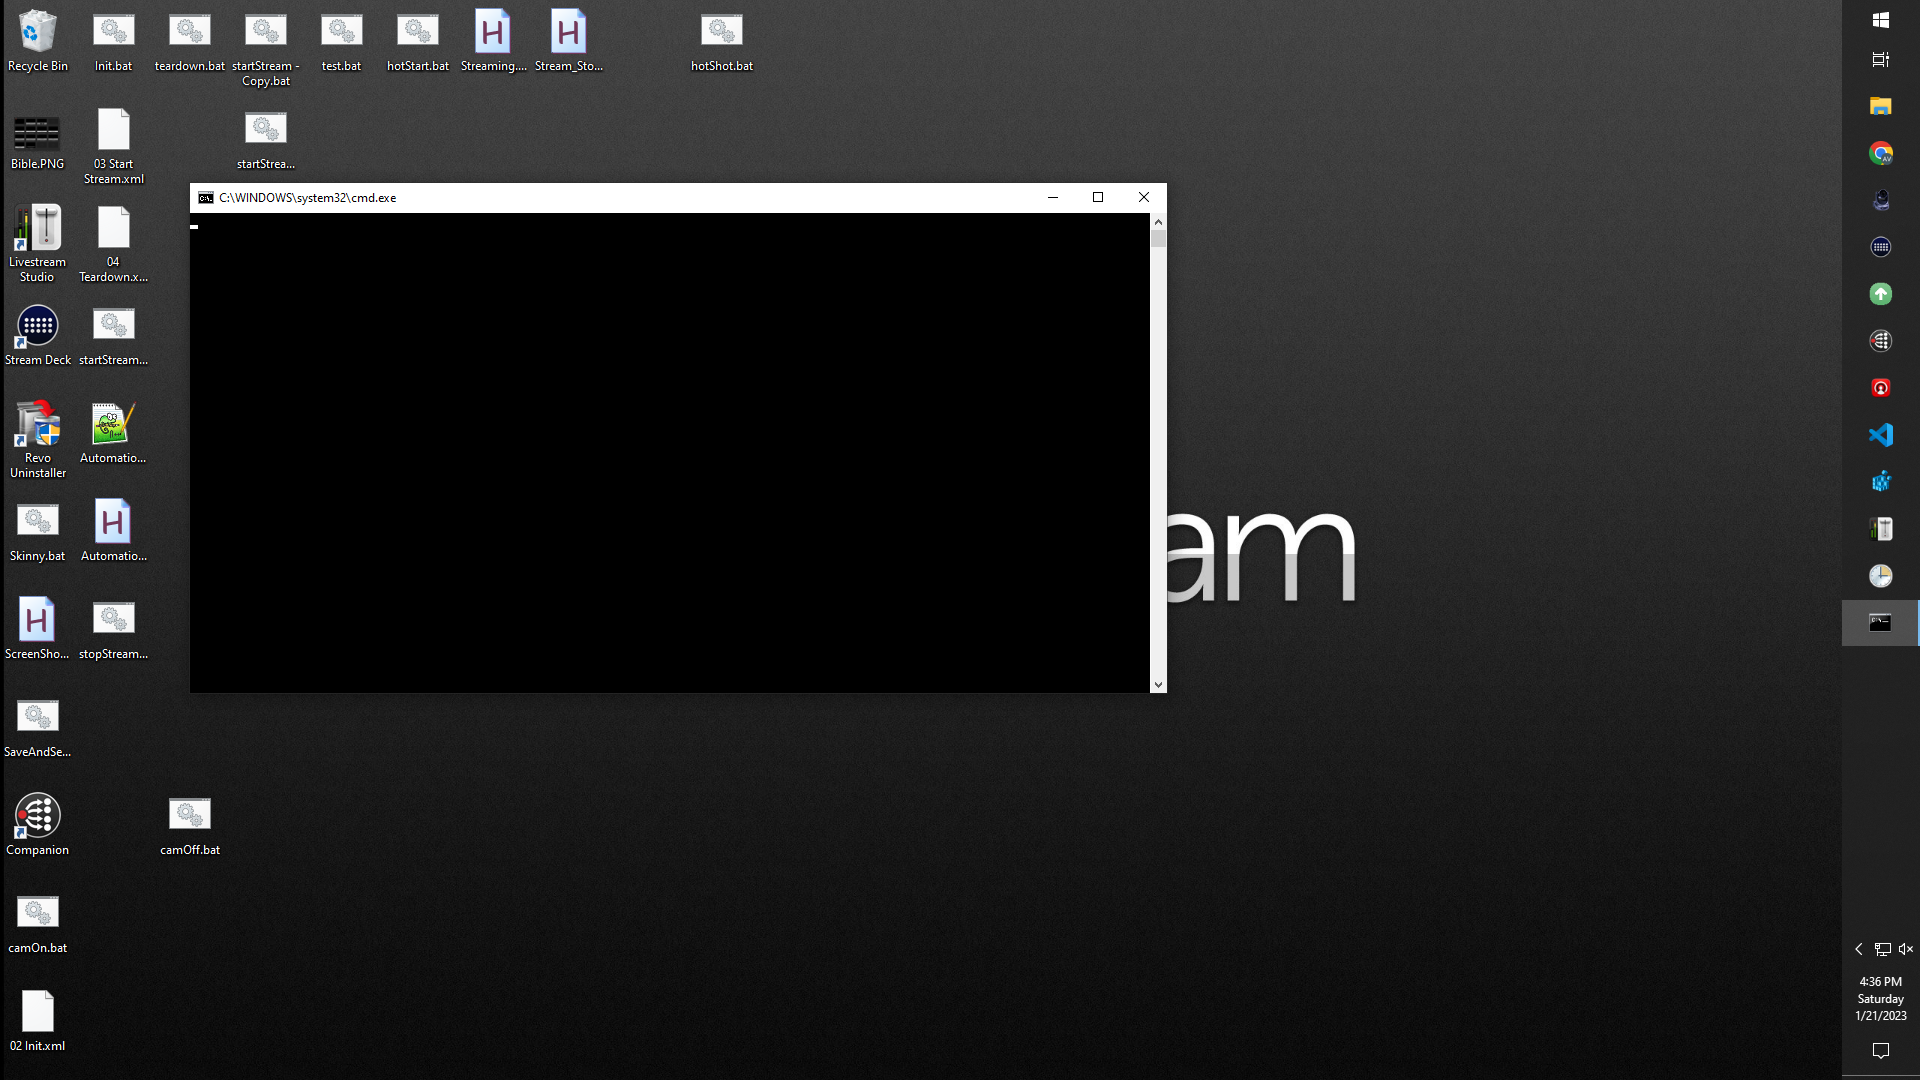 Recycle Bin
Init.bat
teardown.bat
startStream -
Copy.bat
test.bat
hotStart.bat
Streaming....
Stream_Sto...
hotShot.bat
Bible.PNG
03 Start
Stream.xml
startStrea...
C:\WINDOWS\system32\cmd.exe
Livestream
Studio
04
Teardown.x...
Stream Deck
startStream...
Revo
Uninstaller
Automatio...
Skinny.bat
Automatio...
am
ScreenSho...
stopStream...
SaveAndSe...
Companion
camOff.bat
camOn.bat
02 Init.xml
4:36 PM
Saturday
1/21/2023